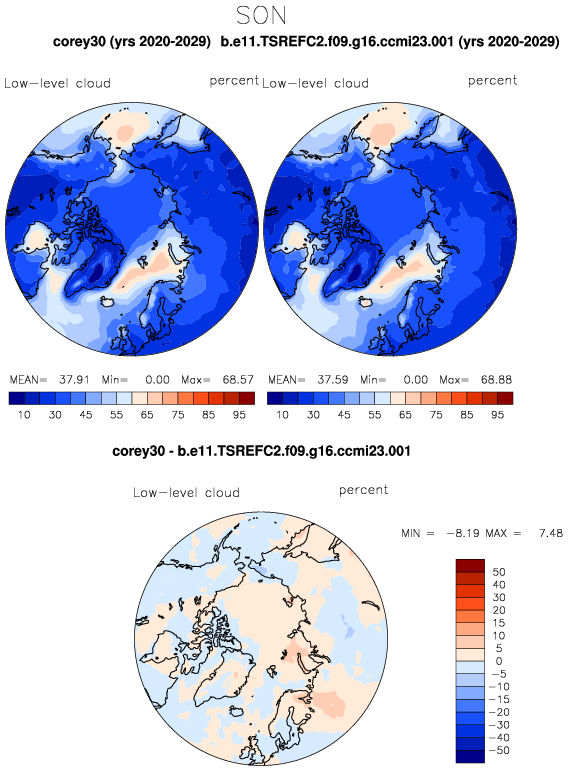 SON
corey30 (yrs 2020-2029) b.e11.TSREFC2.f09.g16.ccmi23.001 (yrs 2020-2029)
Low-level cloud percent Low-level cloud percent
MEAN= 37.91 Min= 0.00 Max= 68.57 MEAN= 37.59 Min= 0.00 Max= 68.88
10 30 45 55 65 75 85 95 10 30 45 55 65 75 85 95
corey30 - b.e11.TSREFC2.f09.g16.ccmi23.001
Low-level cloud percent
MIN = -8.19 MAX = 7.48
50
40
30
20
15
10
5
0
-5
-10
-15
-20
-30
-40
-50